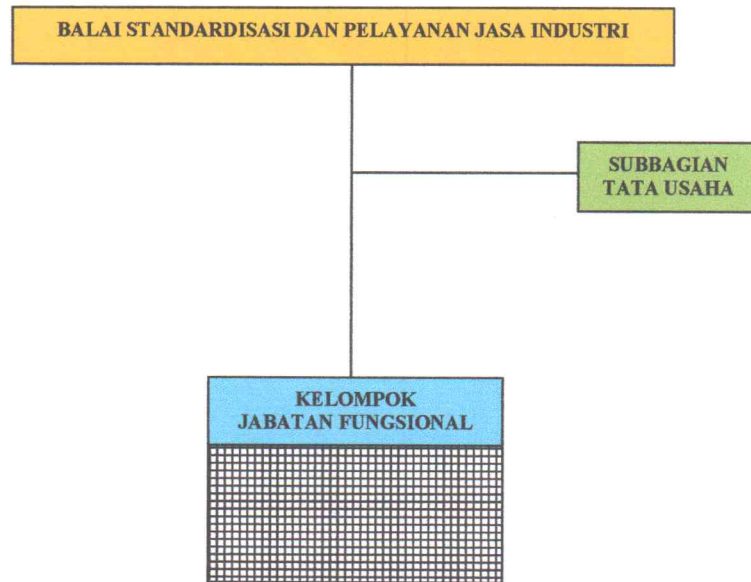 BALAI STANDARDISASI DAN PELAYANAN JASA INDUSTRI
SUBBAGIAN
TATA USAHA
KELOMPOK
JABATAN FUNGSIONAL